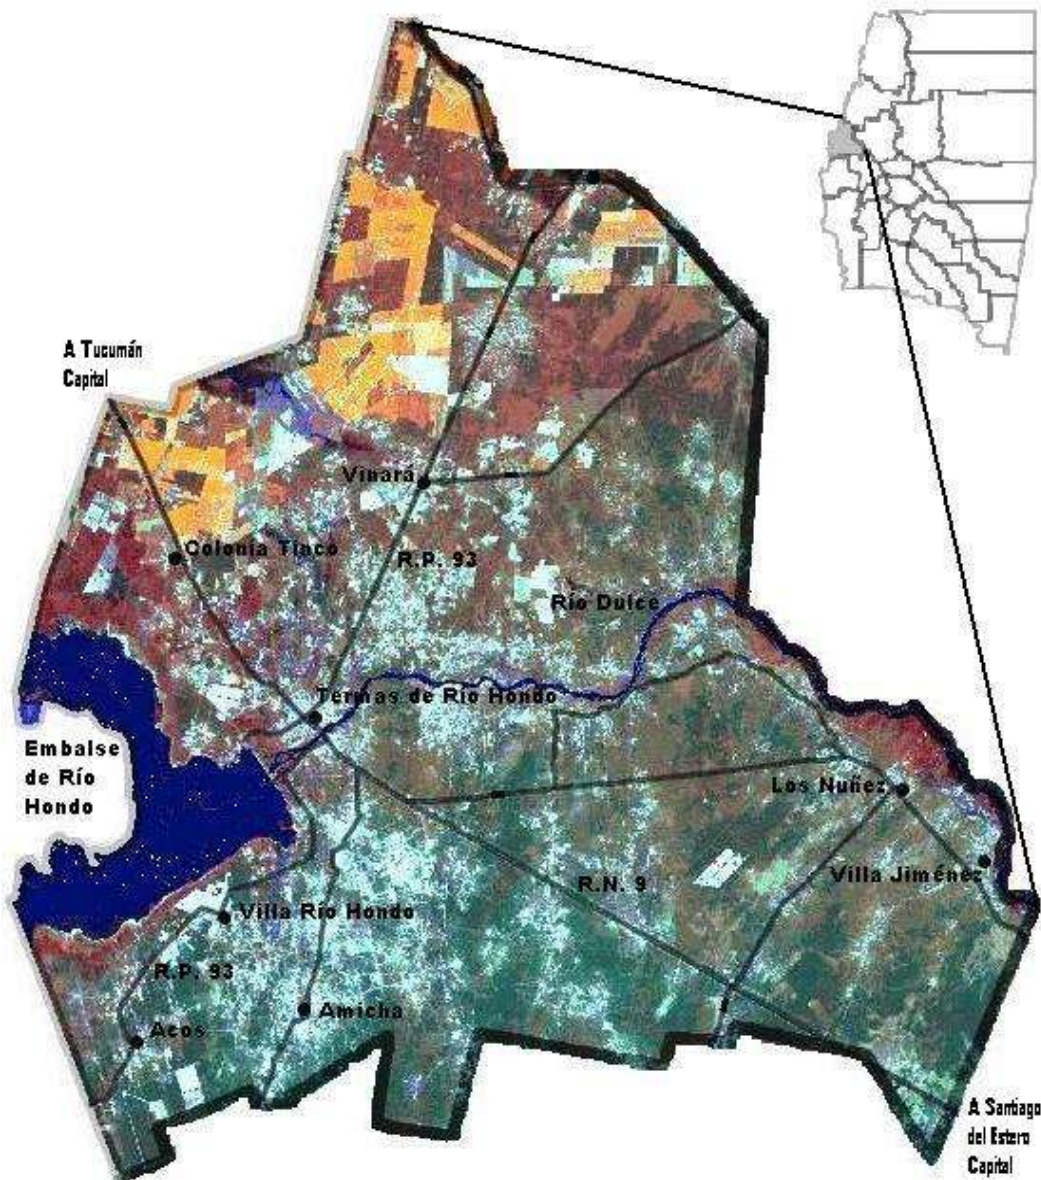 A Tucumán
Capital
Vinará
Colonia Tinco
R.P. 93
Río Dulce
Termas de Río Hondo
Embalse
de Río
Hondo
Los Nuñez
Villa Jiménez
R.N. 9
Villa Río Hondo
R.P. 93
Amicha
Acos
A Santiago
del Estero
Capital